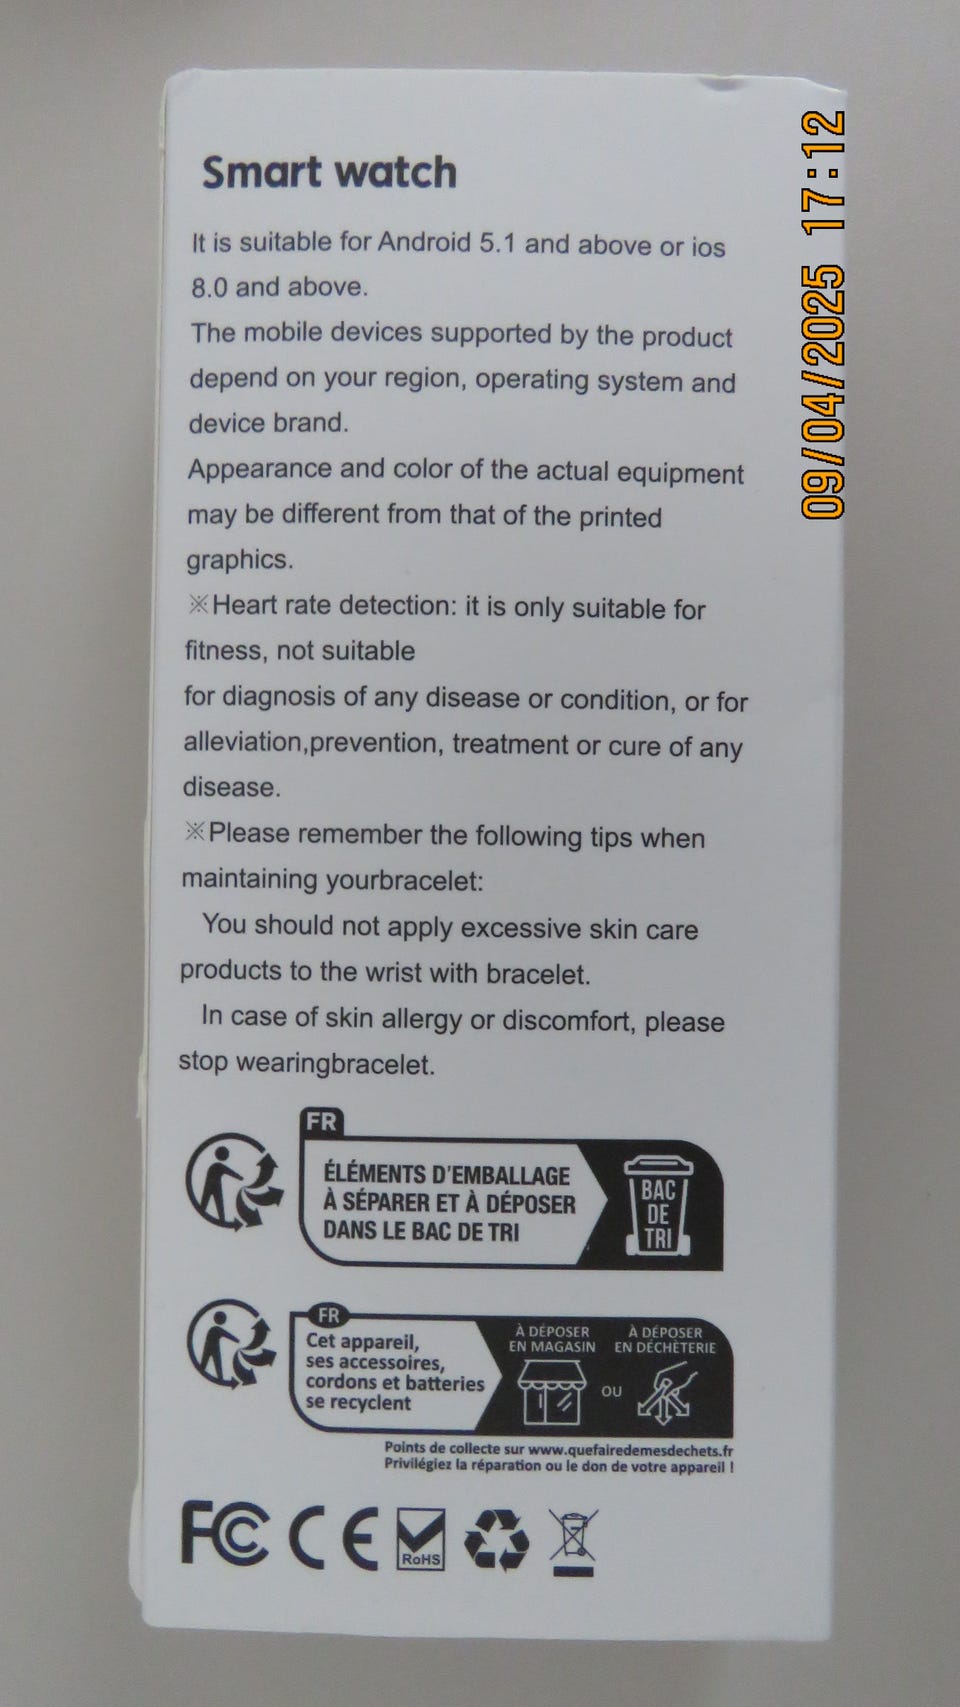 Smart watch
It is suitable for Android 5.1 and above or ios
8.0 and above.
The mobile devices supported by the product
depend on your region, operating system and
device brand.
Appearance and color of the actual equipment
may be different from that of the printed
graphics.
※Heart rate detection: it is only suitable for
fitness, not suitable
for diagnosis of any disease or condition, or for
alleviation,prevention, treatment or cure of any
disease.
※Please remember the following tips when
maintaining yourbracelet:
You should not apply excessive skin care
products to the wrist with bracelet.
In case of skin allergy or discomfort, please
stop wearingbracelet.
FR
ÉLÉMENTS D'EMBALLAGE
À SÉPARER ET À DÉPOSER
DANS LE BAC DE TRI
BAC
DE
TRI
FR
Cet appareil,
ses accessoires,
cordons et batteries
se recyclent
À DÉPOSER
EN MAGASIN
OU
À DÉPOSER
EN DÉCHÈTERIE
Points de collecte sur www.quefairedemesdechets.fr
Privilégiez la réparation ou le don de votre appareil !
FC CE RoHS
09/04/2025 17:12